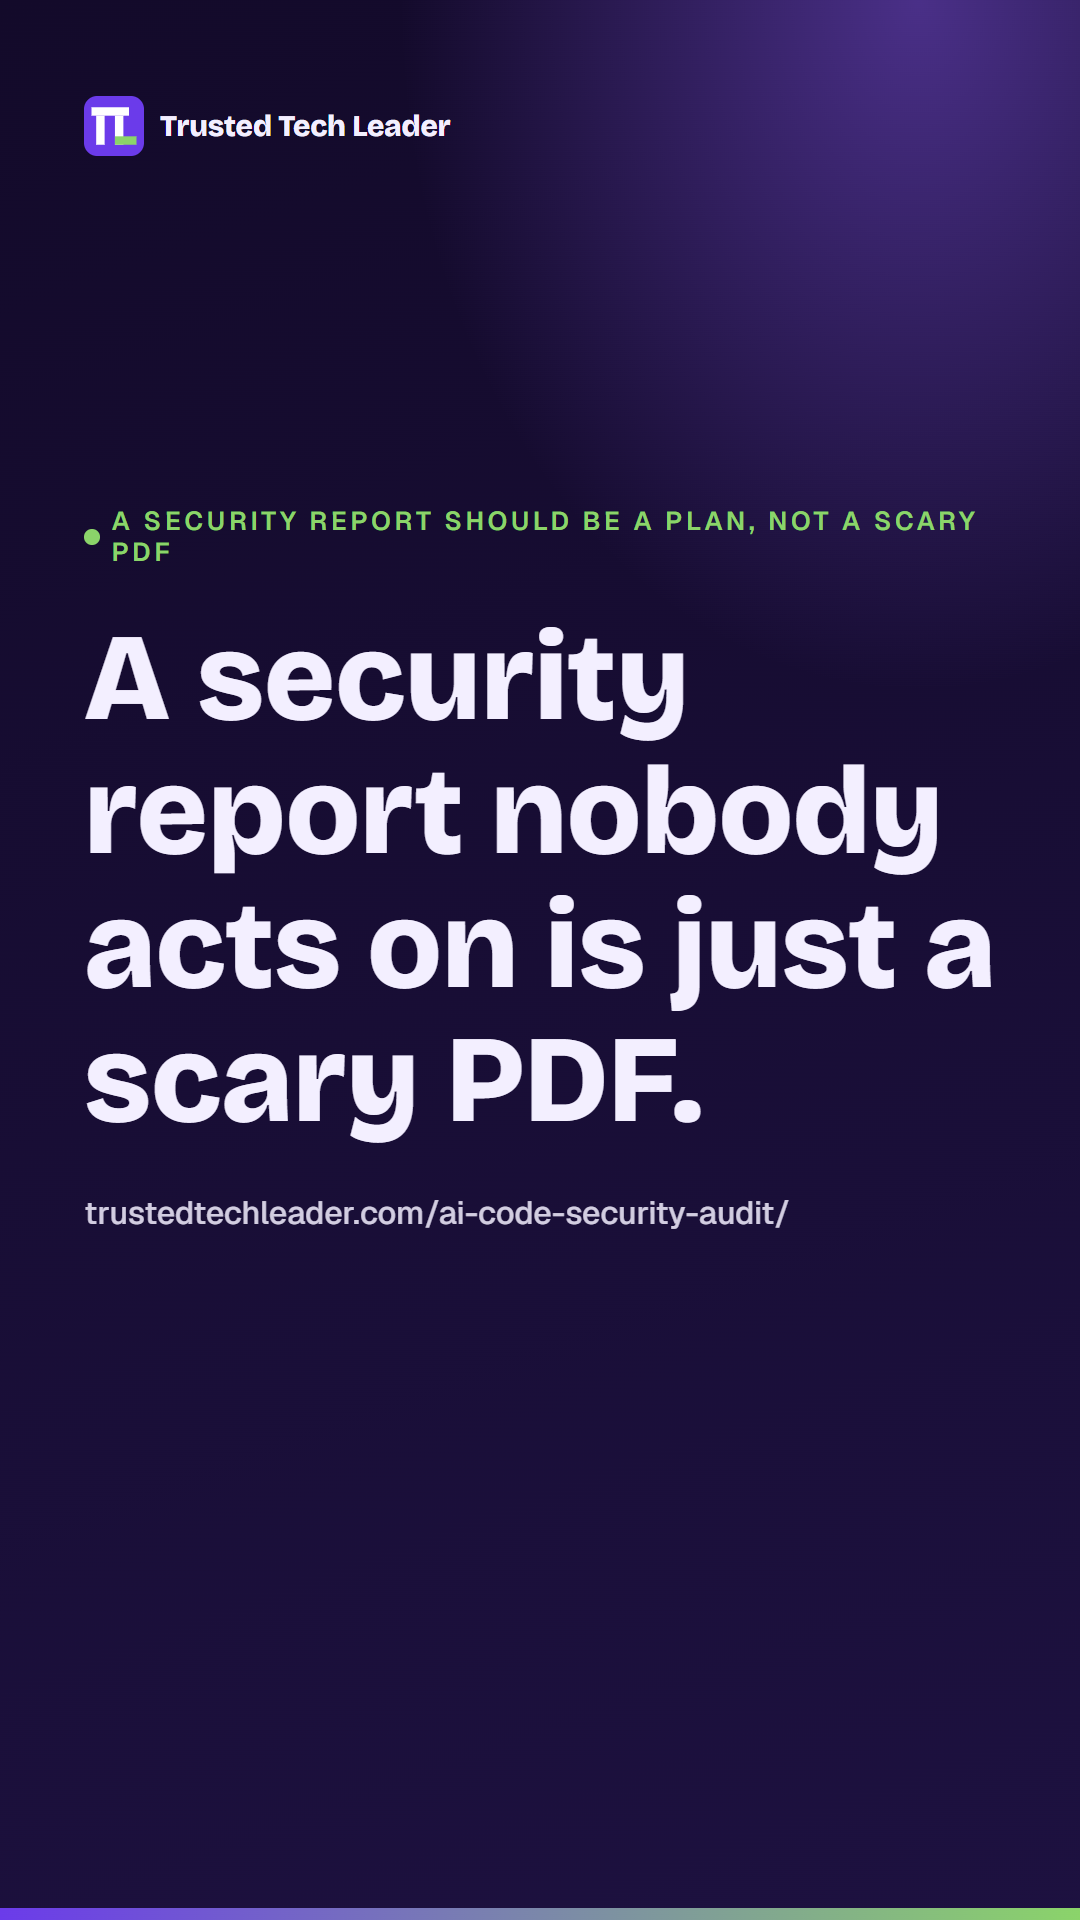 TL
Trusted Tech Leader
A SECURITY REPORT SHOULD BE A PLAN, NOT A SCARY
PDF
A security
report nobody
acts on is just a
scary PDF.
trustedtechleader.com/ai-code-security-audit/